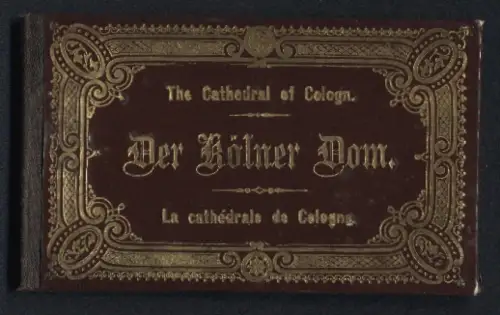 The Cathedral of Cologn.
Der Kölner Dom.
La cathédrale de Cologne.